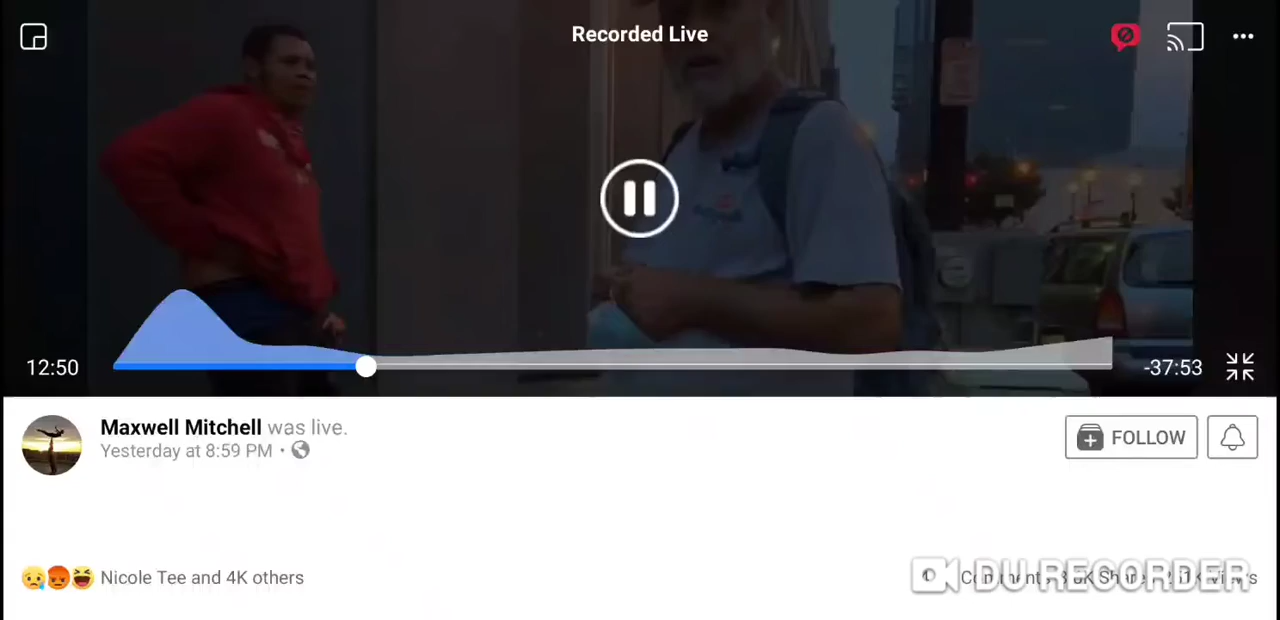 Recorded Live
12:50
-37:53
Maxwell Mitchell was live.
Yesterday at 8:59 PM ·
FOLLOW
Nicole Tee and 4K others
DU RECORDER